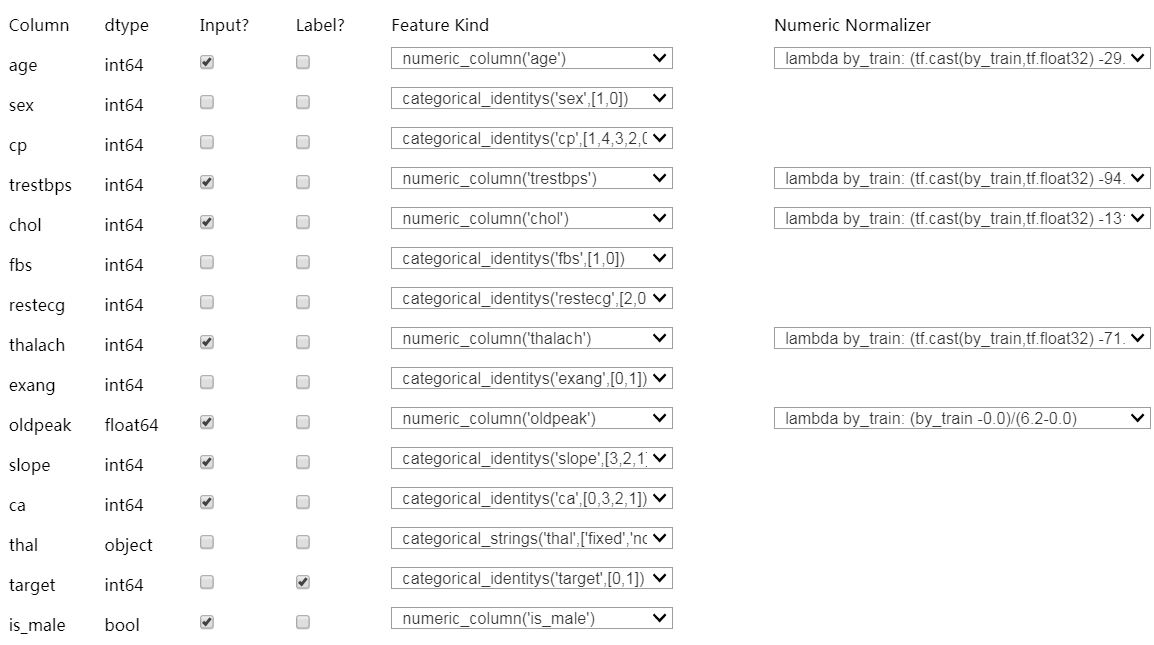 Column dtype Input? Label? Feature Kind Numeric Normalizer
age int64 numeric_column('age') lambda by_train: (tf.cast(by_train,tf.float32) -29.
sex int64 categorical_identitys('sex',[1,0])
cp int64 categorical_identitys('cp',[1,4,3,2,0
trestbps int64 numeric_column('trestbps') lambda by_train: (tf.cast(by_train,tf.float32) -94.
chol int64 numeric_column('chol') lambda by_train: (tf.cast(by_train,tf.float32) -131
fbs int64 categorical_identitys('fbs',[1,0])
restecg int64 categorical_identitys('restecg',[2,0
thalach int64 numeric_column('thalach') lambda by_train: (tf.cast(by_train,tf.float32) -71.
exang int64 categorical_identitys('exang',[0,1])
oldpeak float64 numeric_column('oldpeak') lambda by_train: (by_train -0.0)/(6.2-0.0)
slope int64 categorical_identitys('slope',[3,2,1]
ca int64 categorical_identitys('ca',[0,3,2,1])
thal object categorical_strings('thal',['fixed','no
target int64 categorical_identitys('target',[0,1])
is_male bool numeric_column('is_male')